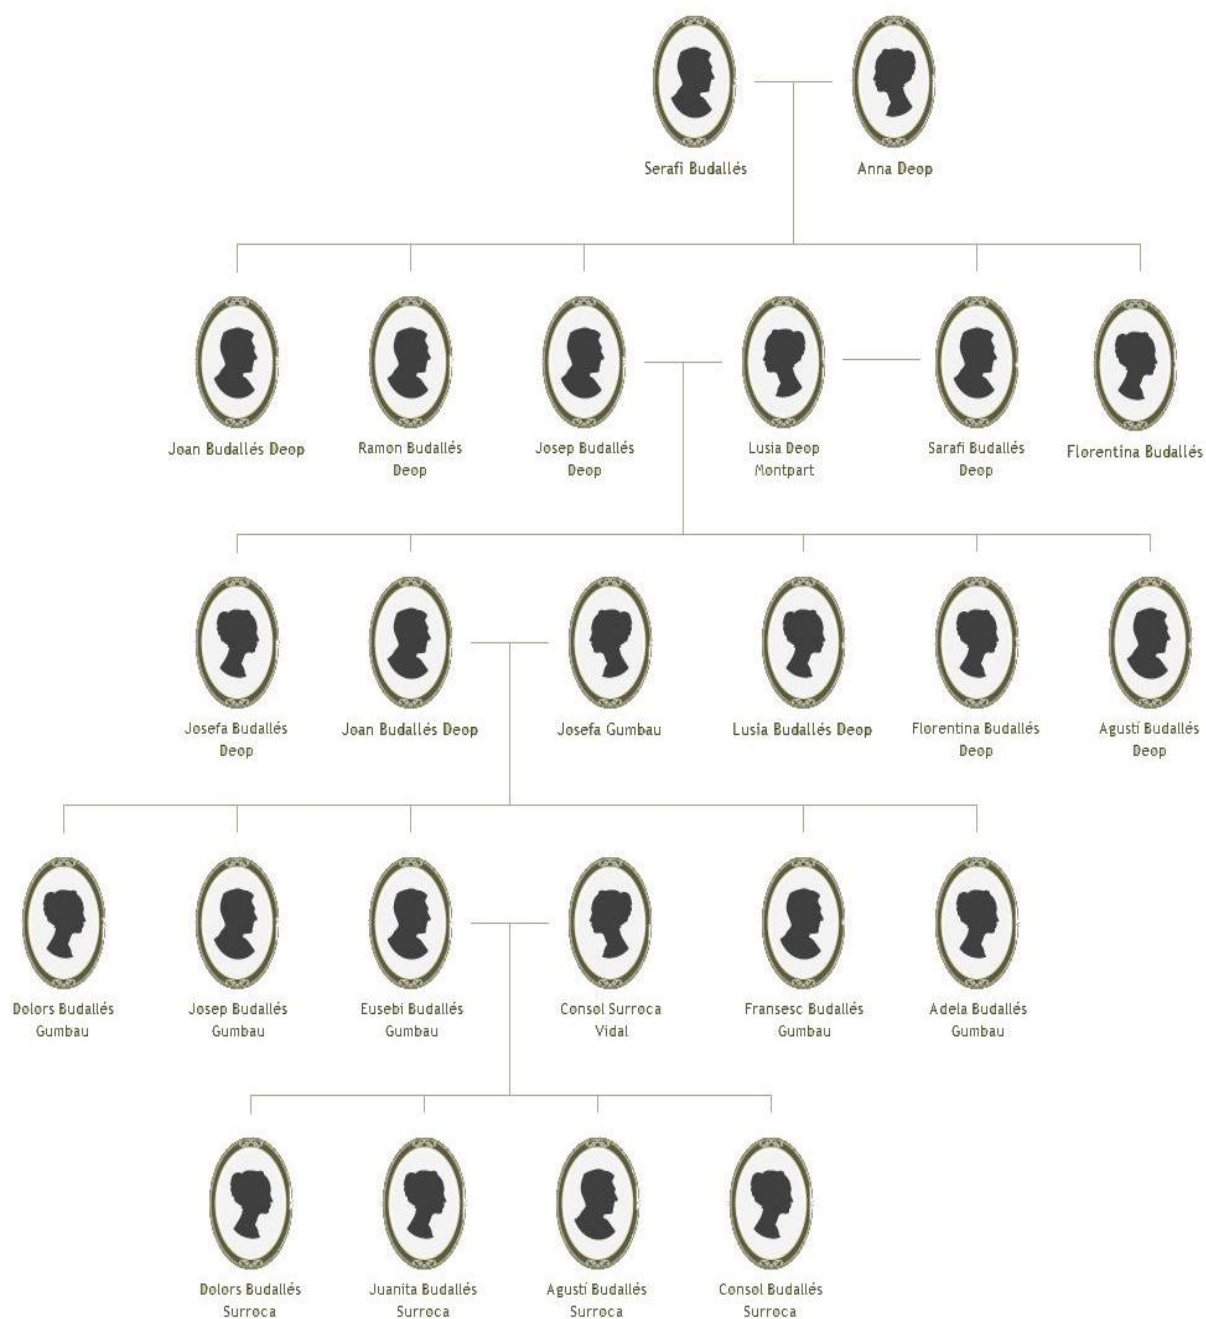 Serafi Budallés
Anna Deop
Joan Budallés Deop
Ramon Budallés
Deop
Josep Budallés
Deop
Lusia Deop
Montpart
Sarafi Budallés
Deop
Florentina Budallés
Josefa Budallés
Deop
Joan Budallés Deop
Josefa Gumbau
Lusia Budallés Deop
Florentina Budallés
Deop
Agustí Budallés
Deop
Dolors Budallés
Gumbau
Josep Budallés
Gumbau
Eusebi Budallés
Gumbau
Consol Surroca
Vidal
Fransesc Budallés
Gumbau
Adela Budallés
Gumbau
Dolors Budallés
Surroca
Juanita Budallés
Surroca
Agustí Budallés
Surroca
Consol Budallés
Surroca